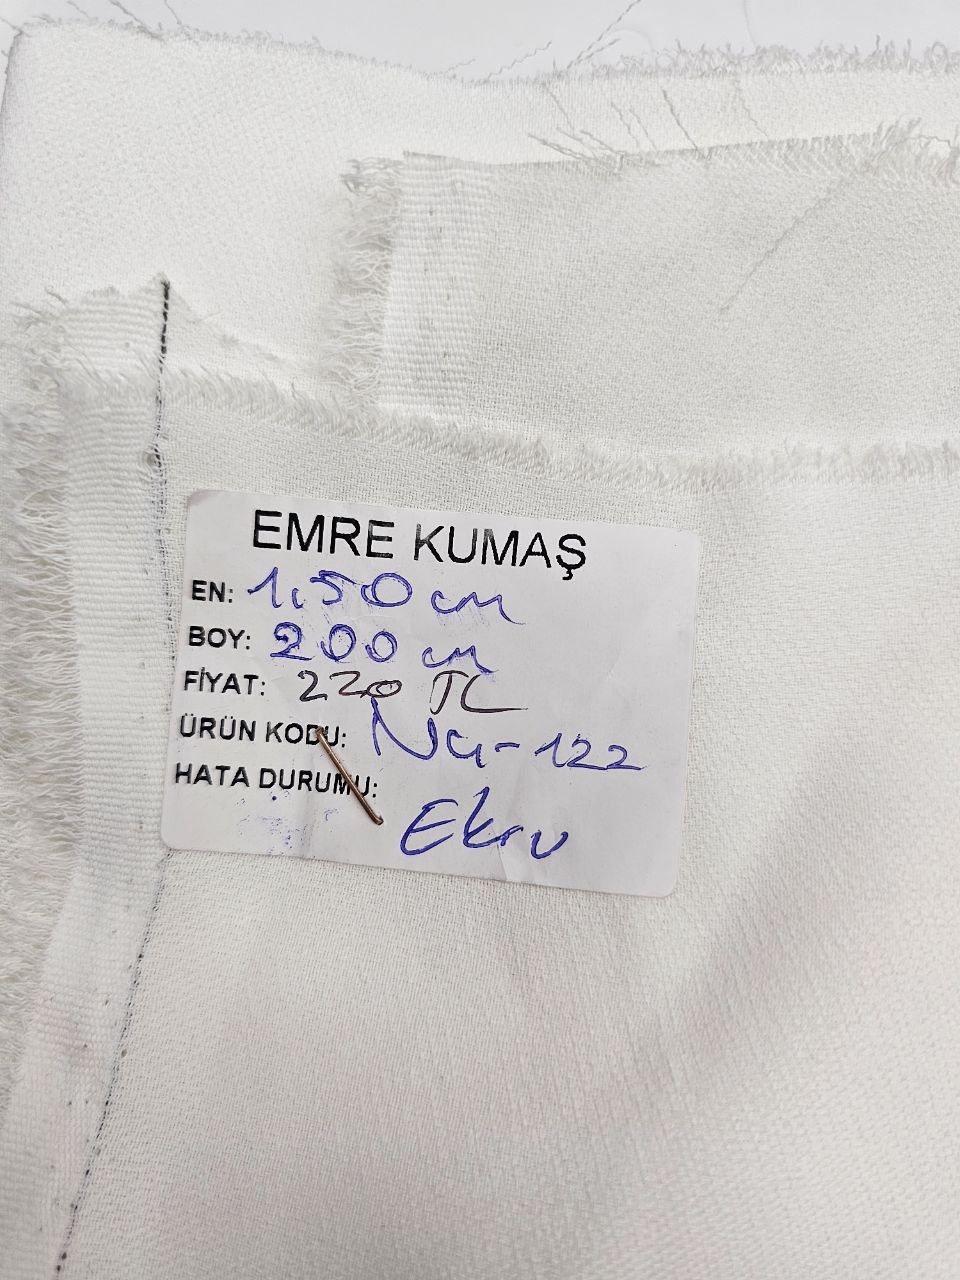 EMRE KUMAŞ
EN: 1.50 cm
BOY: 200 cm
FİYAT: 220 TL
ÜRÜN KODU: Na-122
HATA DURUMU:
Ekru